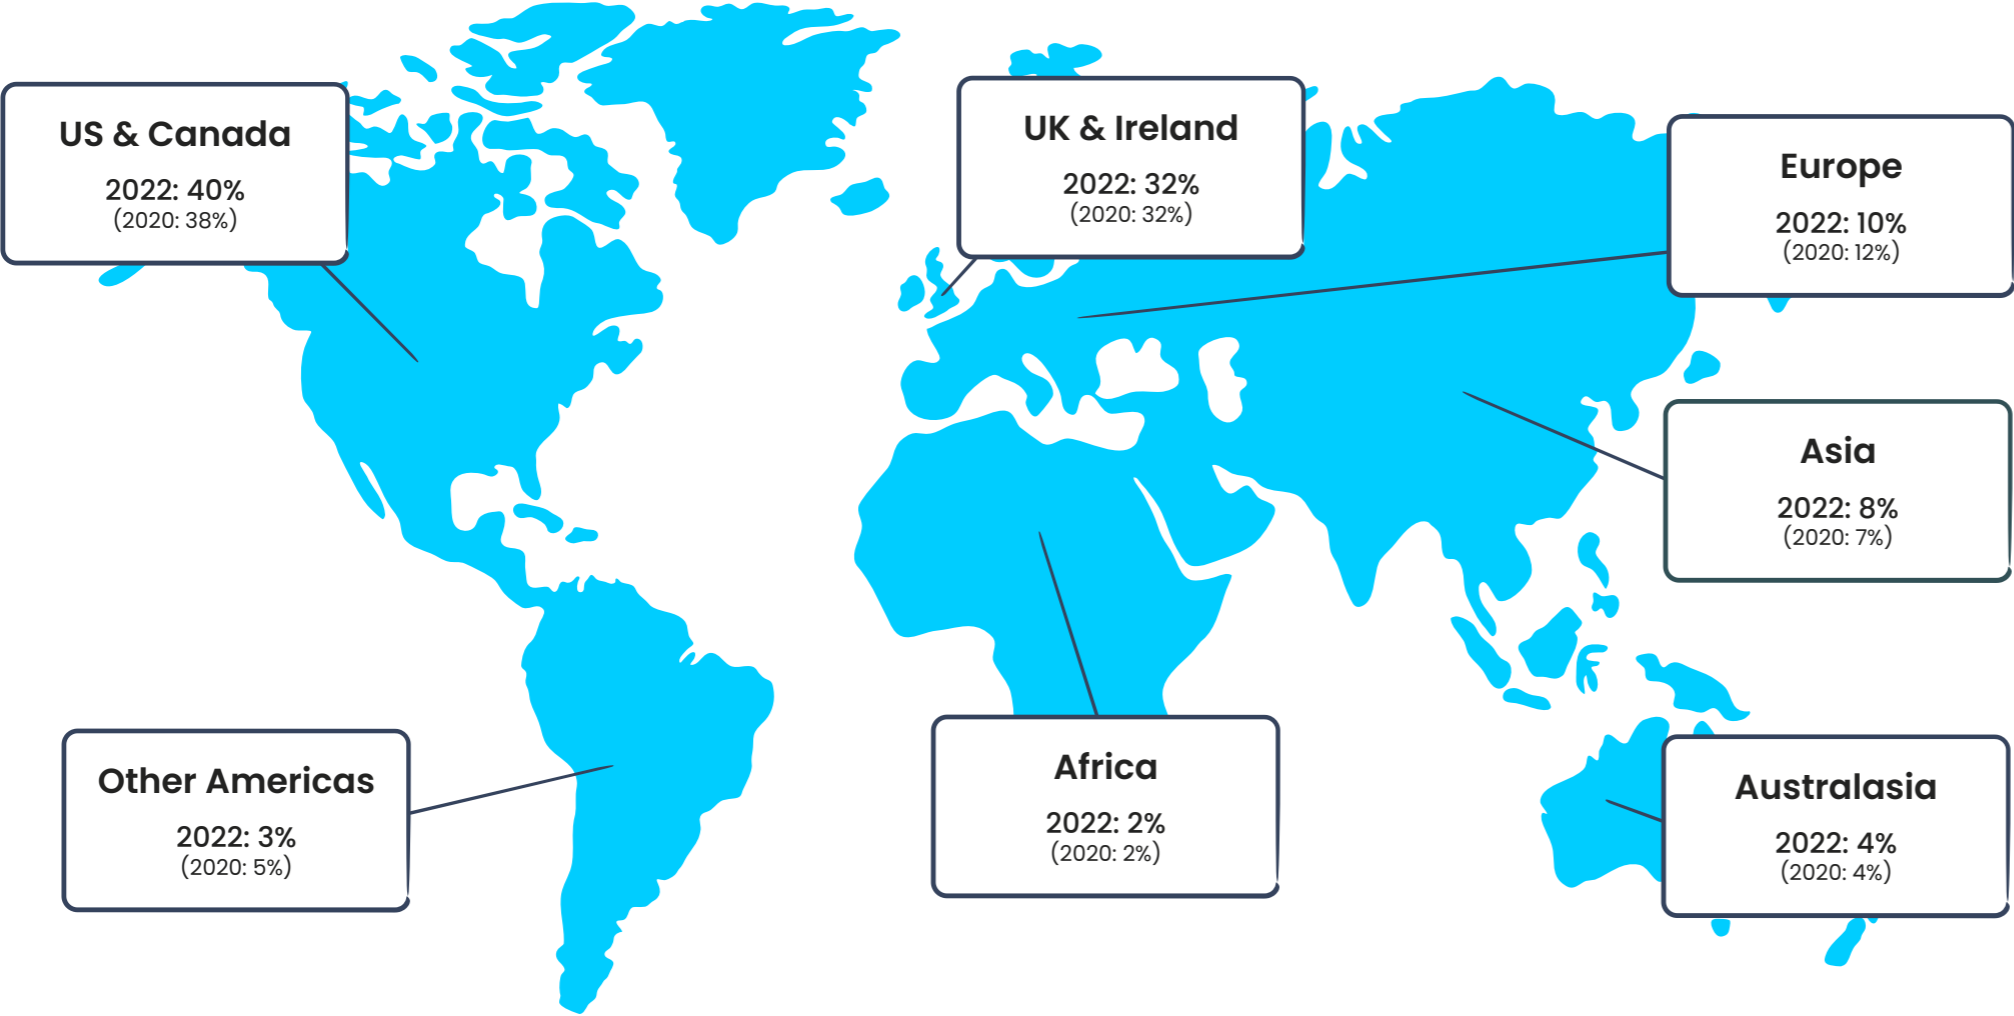 US & Canada
2022: 40%
(2020: 38%)
UK & Ireland
2022: 32%
(2020: 32%)
Europe
2022: 10%
(2020: 12%)
Asia
2022: 8%
(2020: 7%)
Other Americas
2022: 3%
(2020: 5%)
Africa
2022: 2%
(2020: 2%)
Australasia
2022: 4%
(2020: 4%)